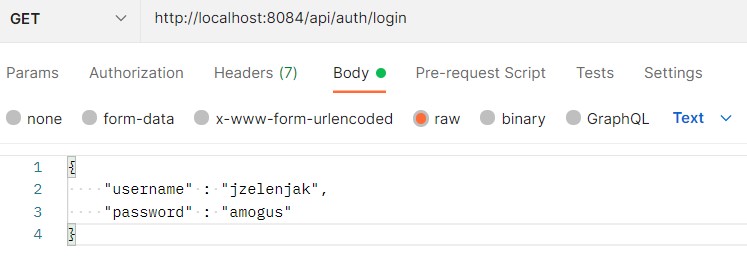 GET http://localhost:8084/api/auth/login
Params Authorization Headers (7) Body Pre-request Script Tests Settings
none form-data x-www-form-urlencoded raw binary GraphQL Text
1 {
2 "username" : "jzelenjak",
3 "password" : "amogus"
4 }